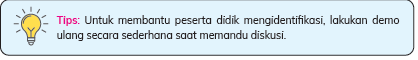 Tips: Untuk membantu peserta didik mengidentifikasi, lakukan demo
ulang secara sederhana saat memandu diskusi.